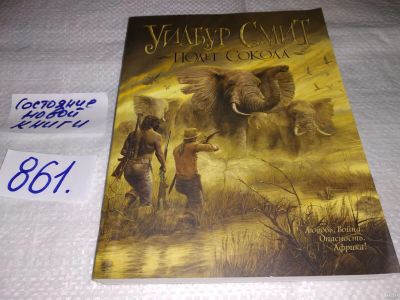 Уилбур Смит
Полет Сокола
Состояние
новой
книги
861.
Любовь. Война.
Опасность.
Африка!